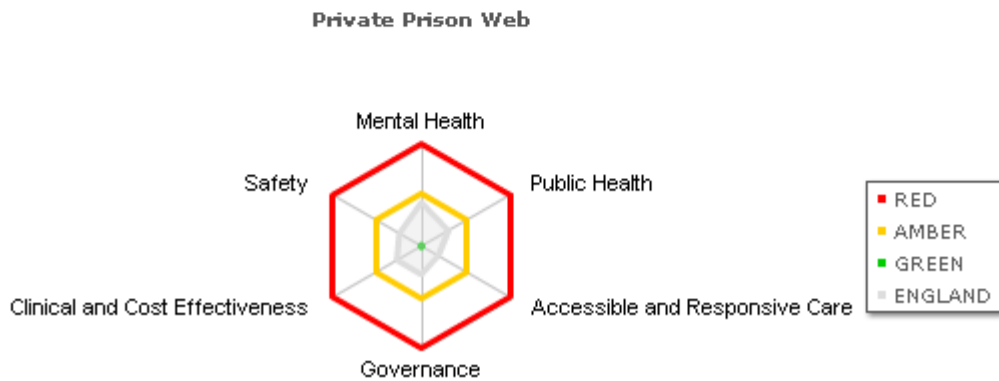 Private Prison Web
Mental Health
Safety
Public Health
RED
AMBER
GREEN
ENGLAND
Clinical and Cost Effectiveness
Accessible and Responsive Care
Governance